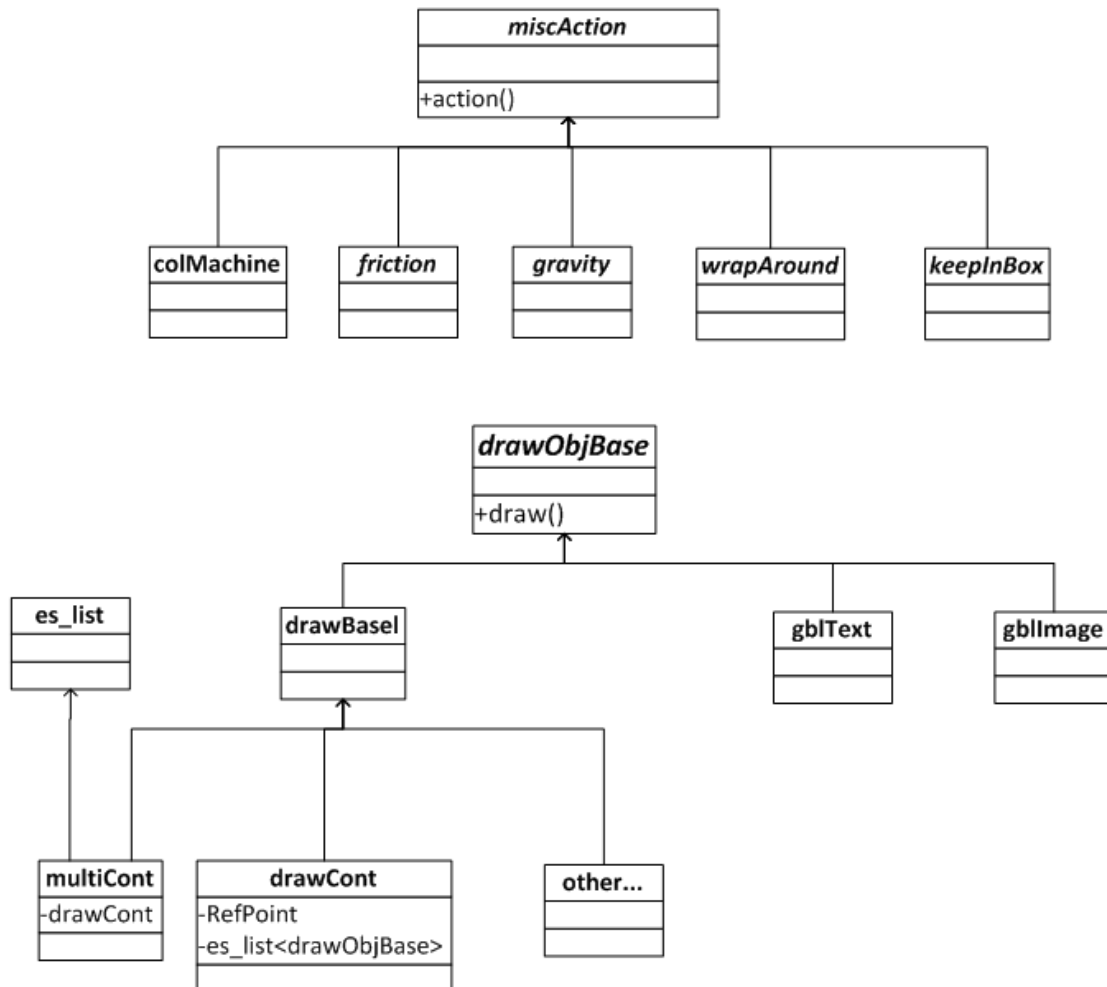 miscAction
+action()
colMachine
friction
gravity
wrapAround
keepInBox
drawObjBase
+draw()
es_list
drawBasel
gblText
gblImage
multiCont
-drawCont
drawCont
-RefPoint
-es_list<drawObjBase>
other...